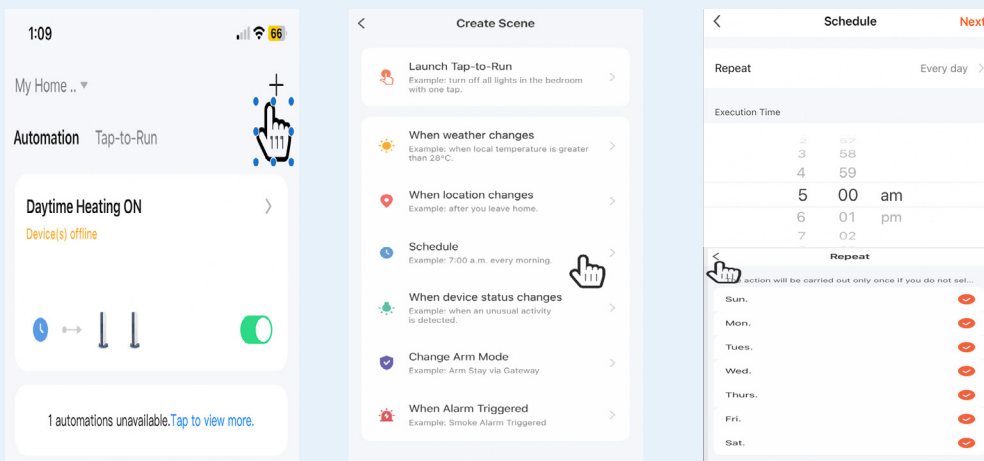 1:09
66
My Home ..
Automation Tap-to-Run
Daytime Heating ON
Device(s) offline
1 automations unavailable.Tap to view more.
Create Scene
Launch Tap-to-Run
Example: turn off all lights in the bedroom
with one tap.
When weather changes
Example: when local temperature is greater
than 28°C.
When location changes
Example: after you leave home.
Schedule
Example: 7:00 a.m. every morning.
When device status changes
Example: when an unusual activity
is detected.
Change Arm Mode
Example: Arm Stay via Gateway
When Alarm Triggered
Example: Smoke Alarm Triggered
Schedule Next
Repeat Every day
Execution Time
2 57
3 58
4 59
5 00 am
6 01 pm
7 02
Repeat
action will be carried out only once if you do not sel...
Sun.
Mon.
Tues.
Wed.
Thurs.
Fri.
Sat.